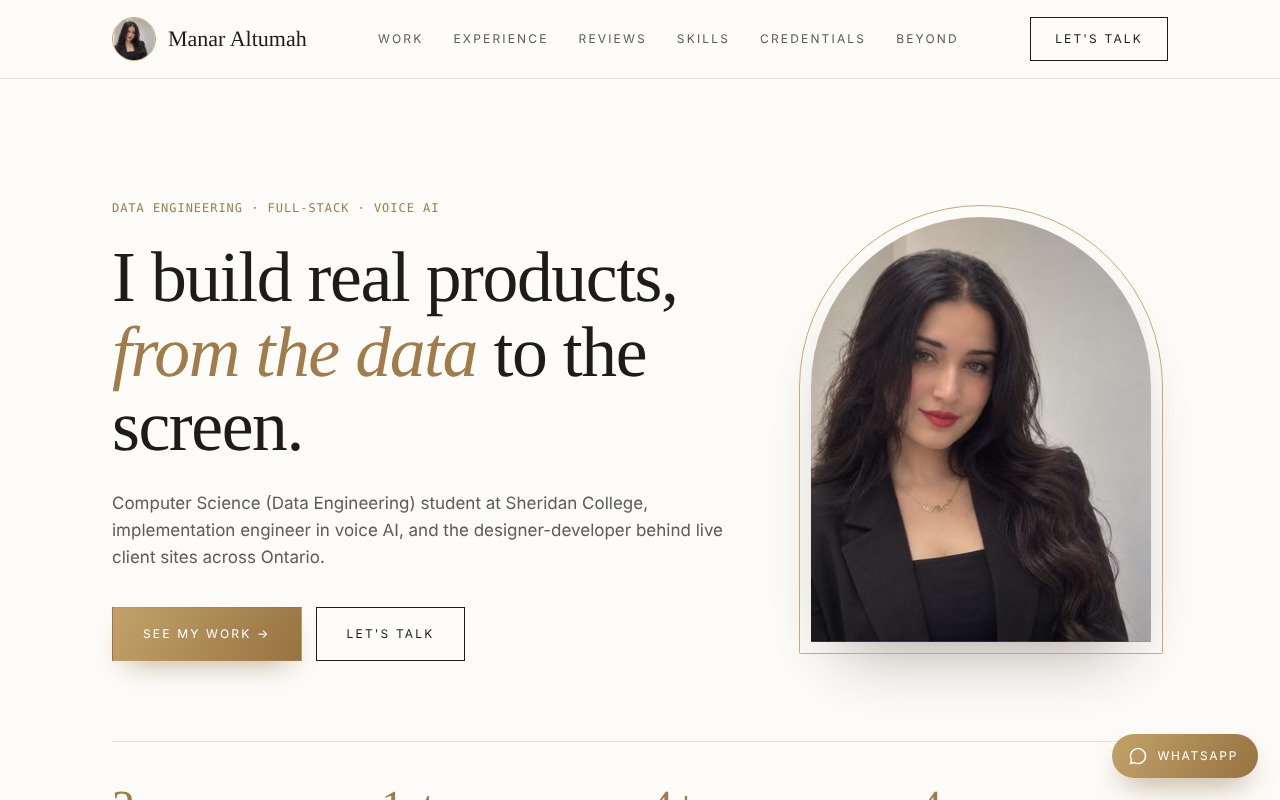 Manar Altumah
WORK
EXPERIENCE
REVIEWS
SKILLS
CREDENTIALS
BEYOND
LET'S TALK
DATA ENGINEERING · FULL-STACK · VOICE AI
I build real products,
from the data to the
screen.
Computer Science (Data Engineering) student at Sheridan College,
implementation engineer in voice AI, and the designer-developer behind live
client sites across Ontario.
SEE MY WORK →
LET'S TALK
WHATSAPP